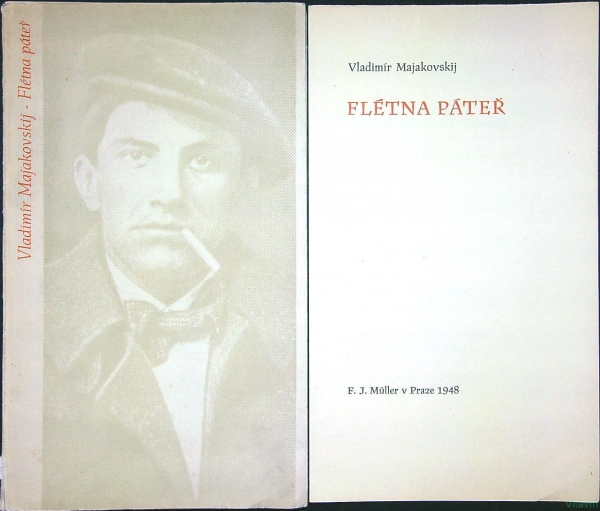 Vladimír Majakovskij - Flétna páteř
Vladimír Majakovskij
FLÉTNA PÁTEŘ
F. J. Müller v Praze 1948